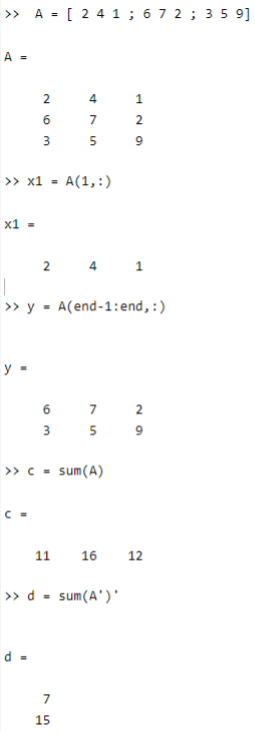 >> A = [ 2 4 1 ; 6 7 2 ; 3 5 9]
A =
2 4 1
6 7 2
3 5 9
>> x1 = A(1,:)
x1 =
2 4 1
>> y = A(end-1:end,:)
y =
6 7 2
3 5 9
>> c = sum(A)
c =
11 16 12
>> d = sum(A')'
d =
7
15